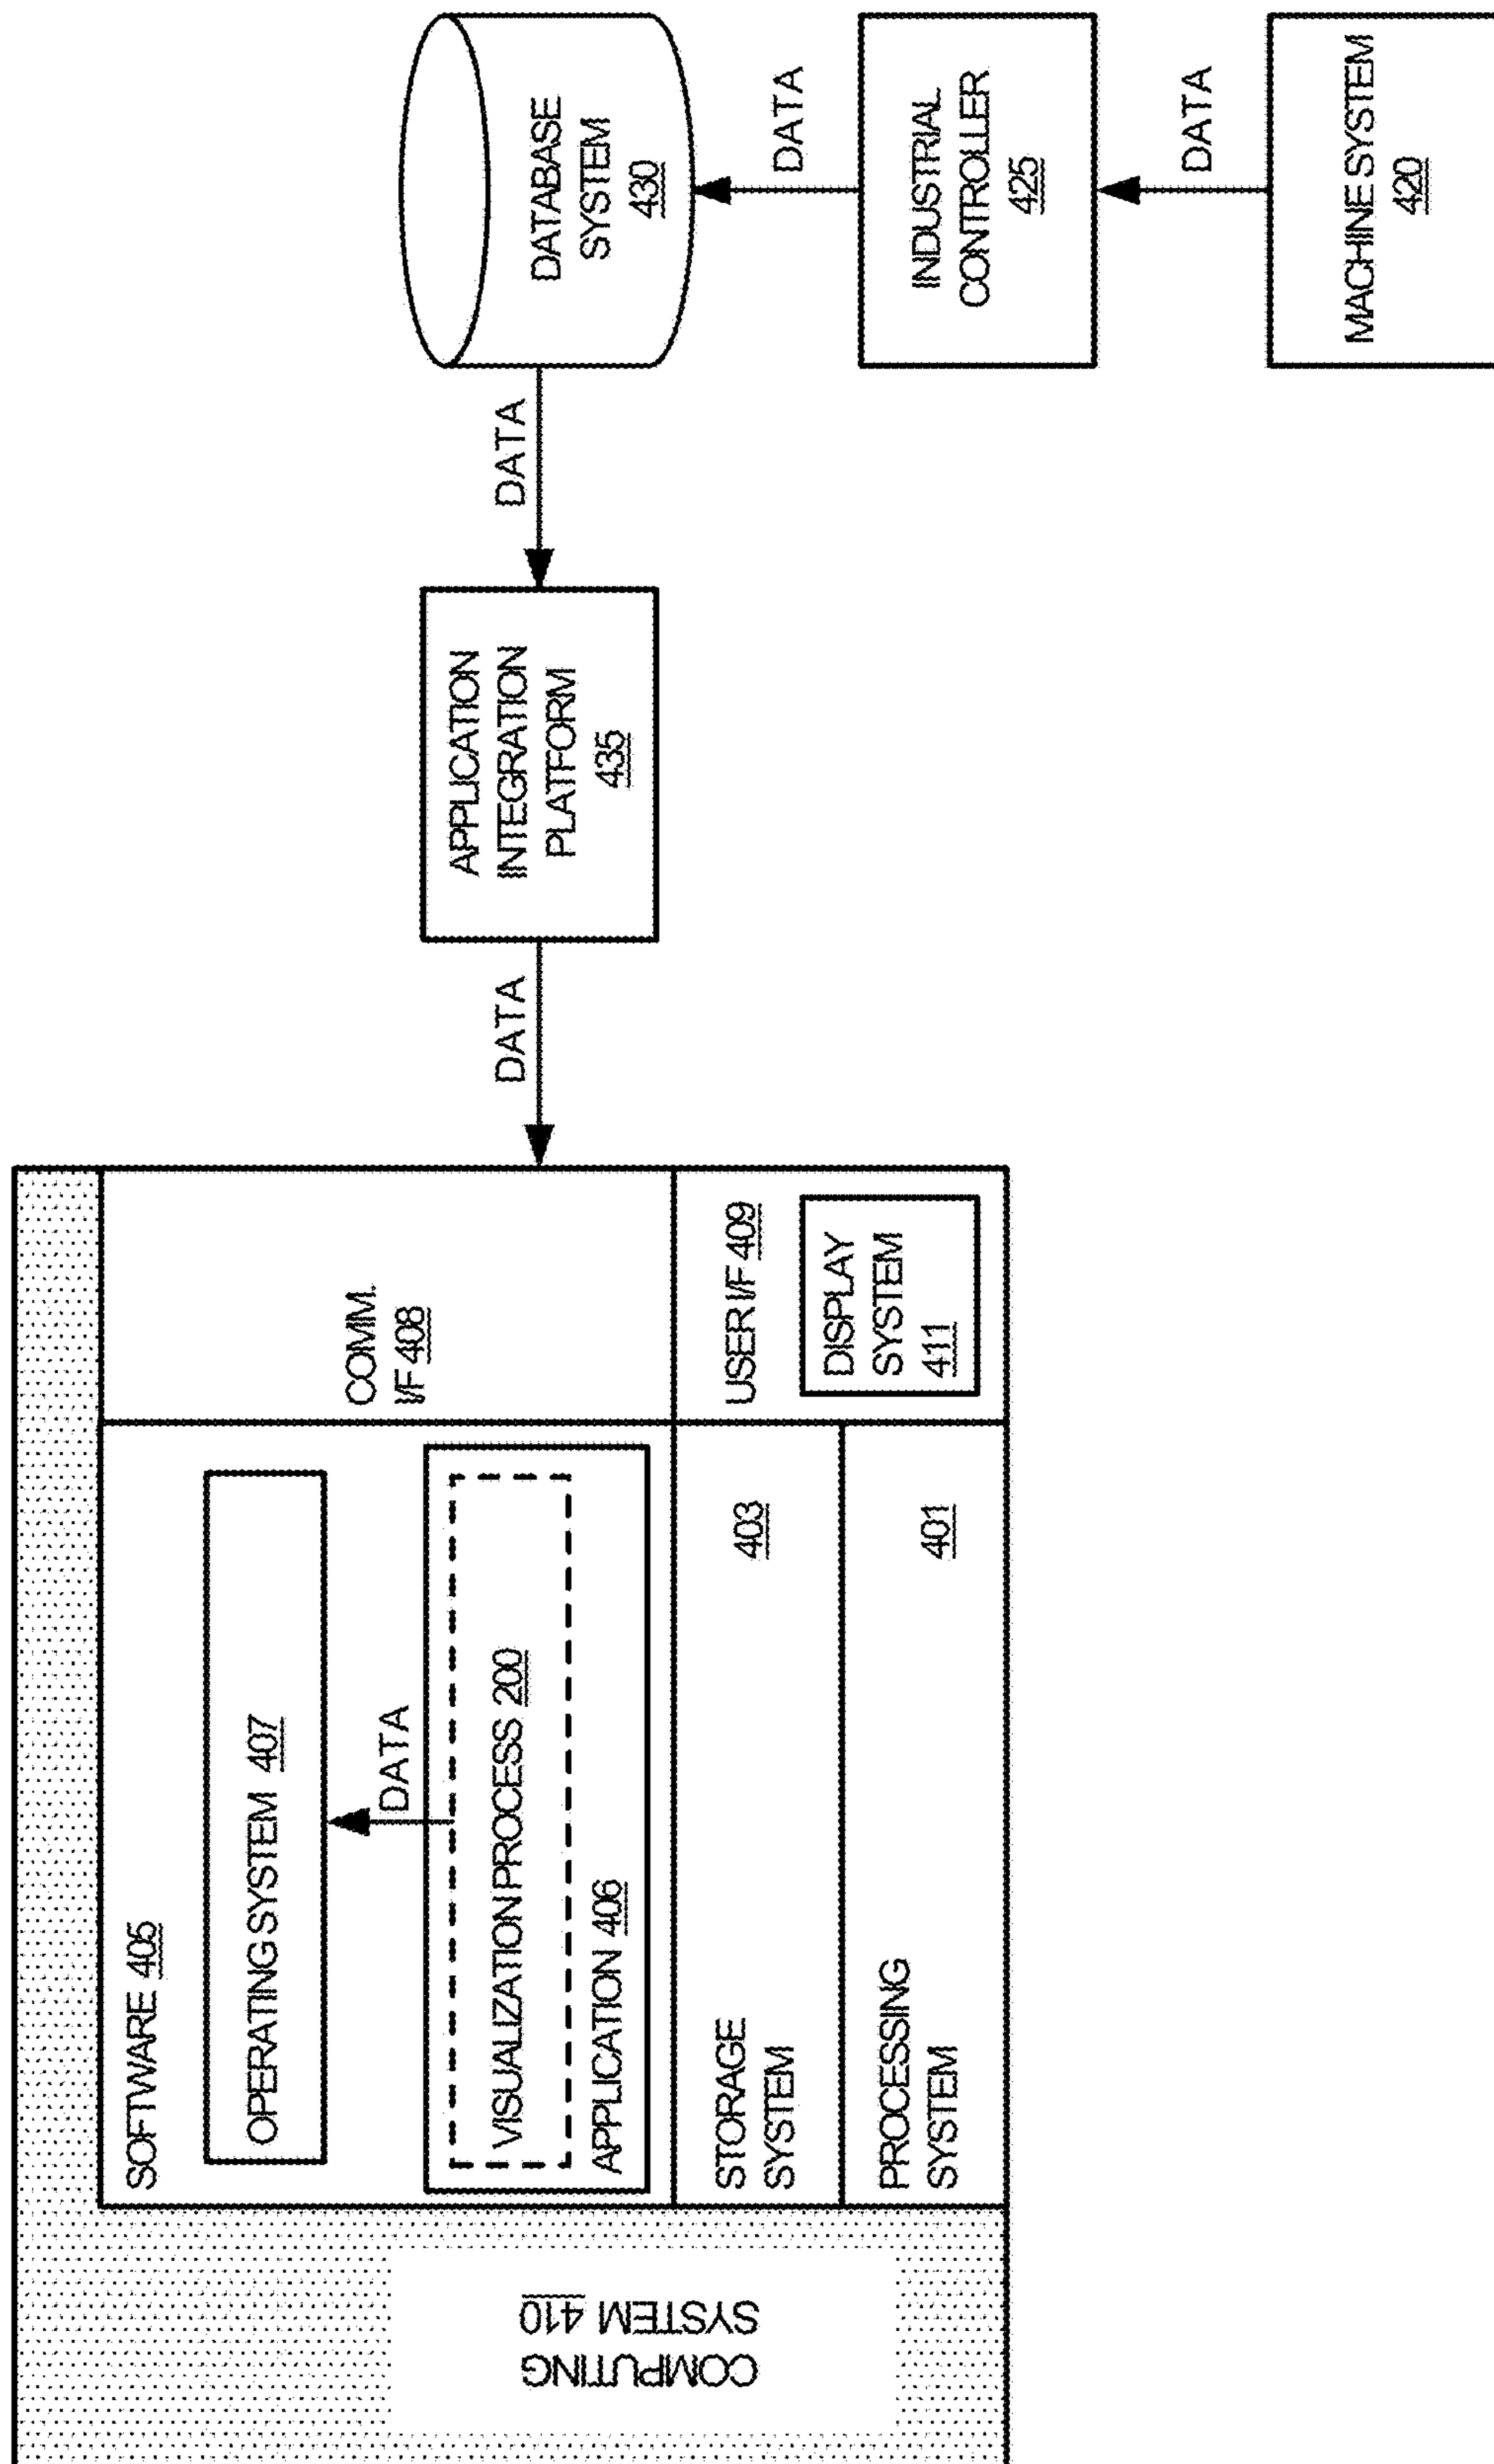 COMPUTING
SYSTEM 410
SOFTWARE 405
OPERATING SYSTEM 407
DATA
VISUALIZATION PROCESS 200
APPLICATION 406
STORAGE
SYSTEM
403
PROCESSING
SYSTEM
401
COMM.
I/F 408
USER I/F 409
DISPLAY
SYSTEM
411
DATA
APPLICATION
INTEGRATION
PLATFORM
435
DATA
DATABASE
SYSTEM
430
DATA
INDUSTRIAL
CONTROLLER
425
DATA
MACHINE SYSTEM
420